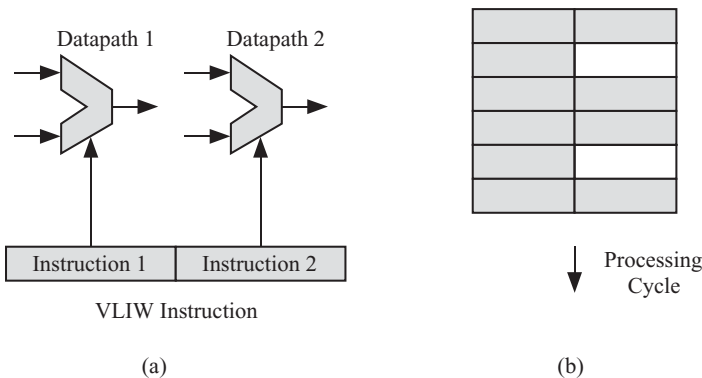 Datapath 1
Datapath 2
Instruction 1
Instruction 2
VLIW Instruction
(a)
Processing
Cycle
(b)